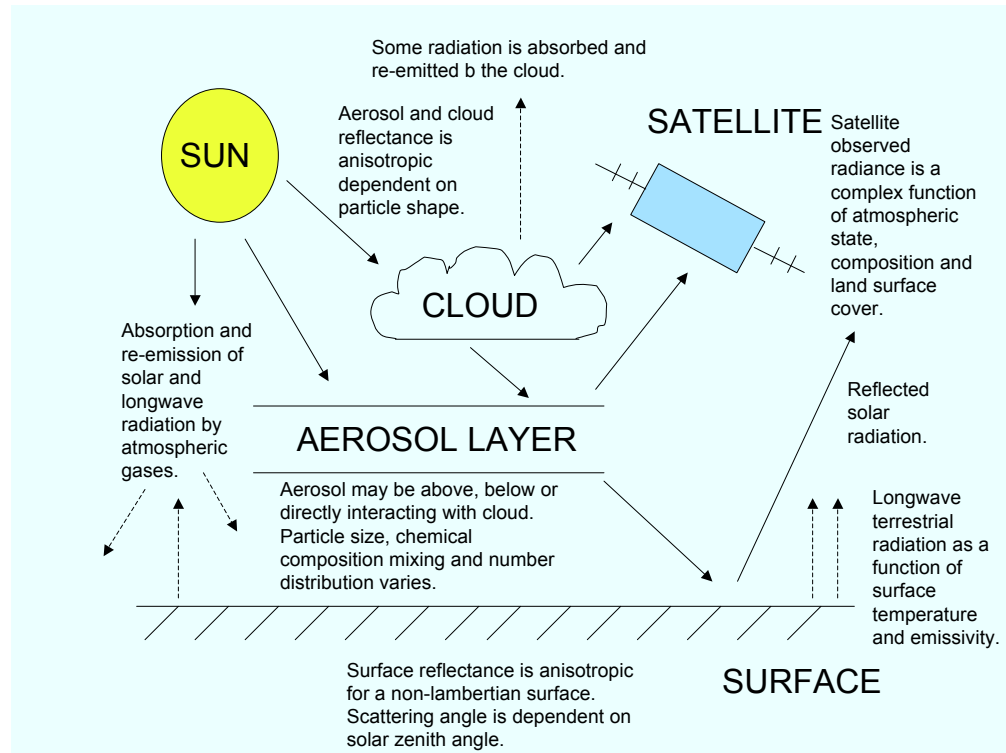 Some radiation is absorbed and
re-emitted b the cloud.
Aerosol and cloud
reflectance is
anisotropic
dependent on
particle shape.
SATELLITE
Satellite
observed
radiance is a
complex function
of atmospheric
state,
composition and
land surface
cover.
SUN
CLOUD
Absorption and
re-emission of
solar and
longwave
radiation by
atmospheric
gases.
Reflected
solar
radiation.
AEROSOL LAYER
Aerosol may be above, below or
directly interacting with cloud.
Particle size, chemical
composition mixing and number
distribution varies.
Longwave
terrestrial
radiation as a
function of
surface
temperature
and emissivity.
Surface reflectance is anisotropic
for a non-lambertian surface.
Scattering angle is dependent on
solar zenith angle.
SURFACE